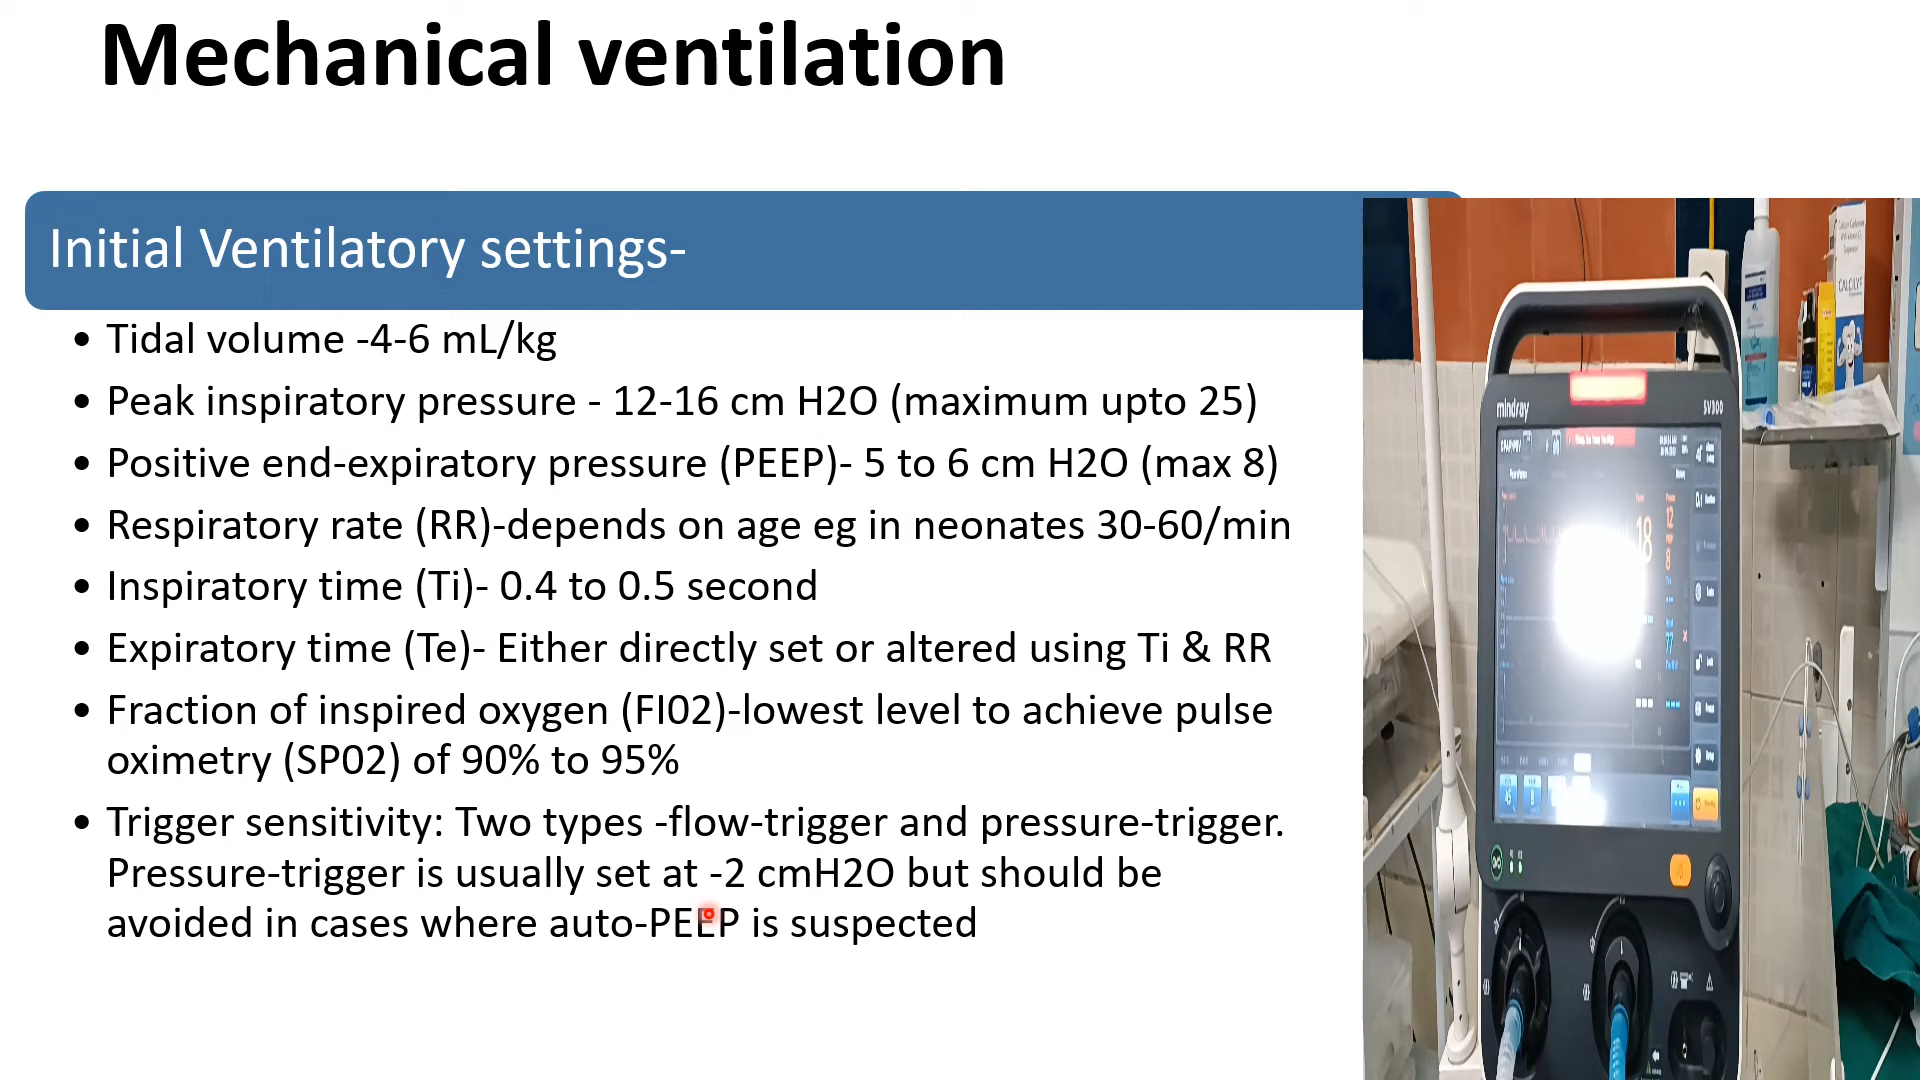 Mechanical ventilation
Initial Ventilatory settings-
• Tidal volume -4-6 mL/kg
• Peak inspiratory pressure - 12-16 cm H2O (maximum upto 25)
• Positive end-expiratory pressure (PEEP)- 5 to 6 cm H2O (max 8)
• Respiratory rate (RR)-depends on age eg in neonates 30-60/min
• Inspiratory time (Ti)- 0.4 to 0.5 second
• Expiratory time (Te)- Either directly set or altered using Ti & RR
• Fraction of inspired oxygen (FI02)-lowest level to achieve pulse
oximetry (SP02) of 90% to 95%
• Trigger sensitivity: Two types -flow-trigger and pressure-trigger.
Pressure-trigger is usually set at -2 cmH2O but should be
avoided in cases where auto-PEEP is suspected
mindray
SV300
18
12
8
77
45